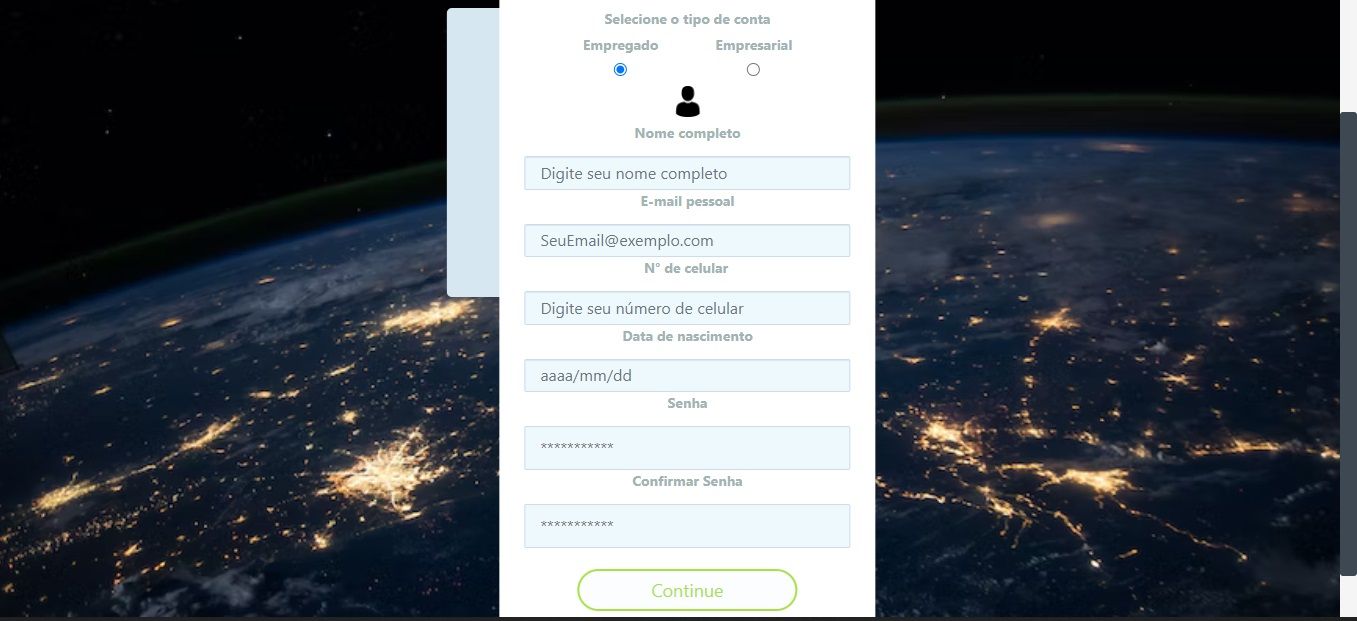 Selecione o tipo de conta
Empregado Empresarial
Nome completo
Digite seu nome completo
E-mail pessoal
SeuEmail@exemplo.com
N° de celular
Digite seu número de celular
Data de nascimento
aaaa/mm/dd
Senha
***********
Confirmar Senha
***********
Continue